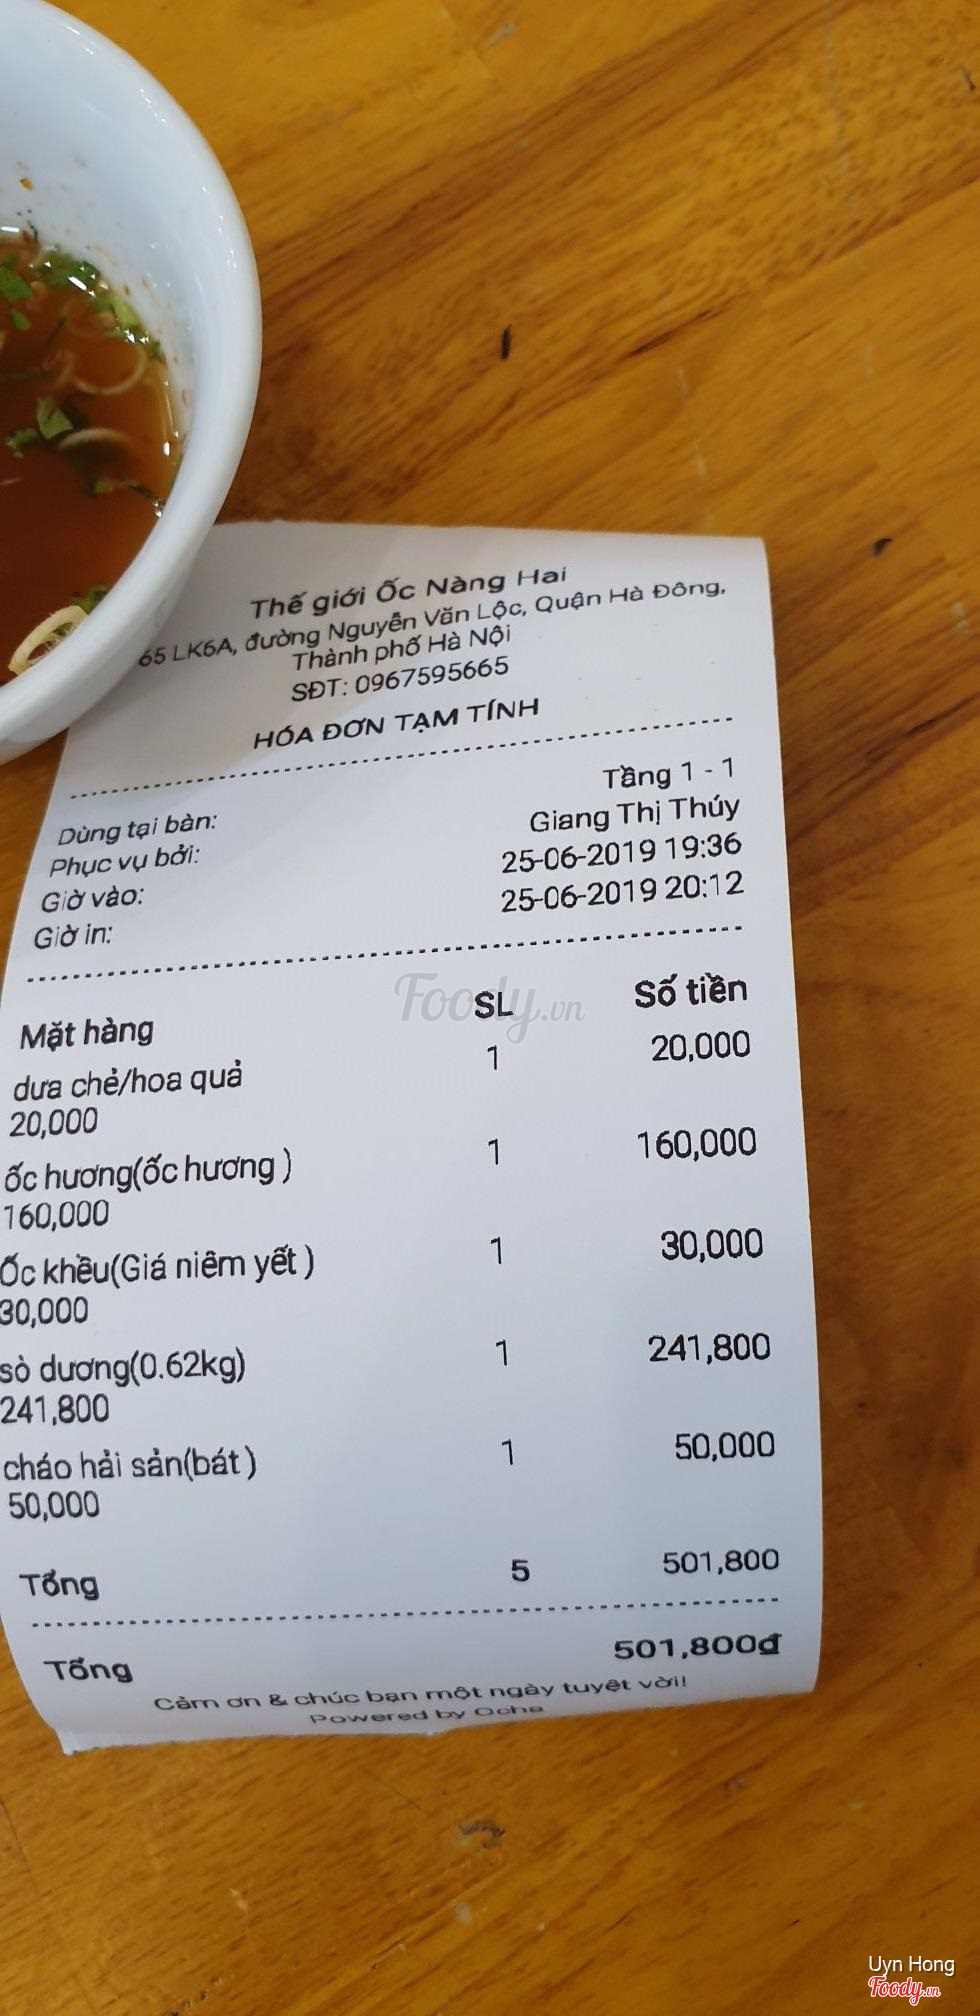 Thế giới Ốc Nàng Hai
65 LK6A, đường Nguyễn Văn Lộc, Quận Hà Đông,
Thành phố Hà Nội
SĐT: 0967595665
HÓA ĐƠN TẠM TÍNH
Dùng tại bàn: Tầng 1 - 1
Phục vụ bởi: Giang Thị Thúy
Giờ vào: 25-06-2019 19:36
Giờ in: 25-06-2019 20:12
Foody.vn
Mặt hàng SL Số tiền
dưa chẻ/hoa quả 1 20,000
20,000
ốc hương(ốc hương ) 1 160,000
160,000
Ốc khều(Giá niêm yết ) 1 30,000
30,000
sò dương(0.62kg) 1 241,800
241,800
cháo hải sản(bát ) 1 50,000
50,000
Tổng 5 501,800
Tổng 501,800đ
Cảm ơn & chúc bạn một ngày tuyệt vời!
Powered by Ocha
Uyn Hong
Foody.vn